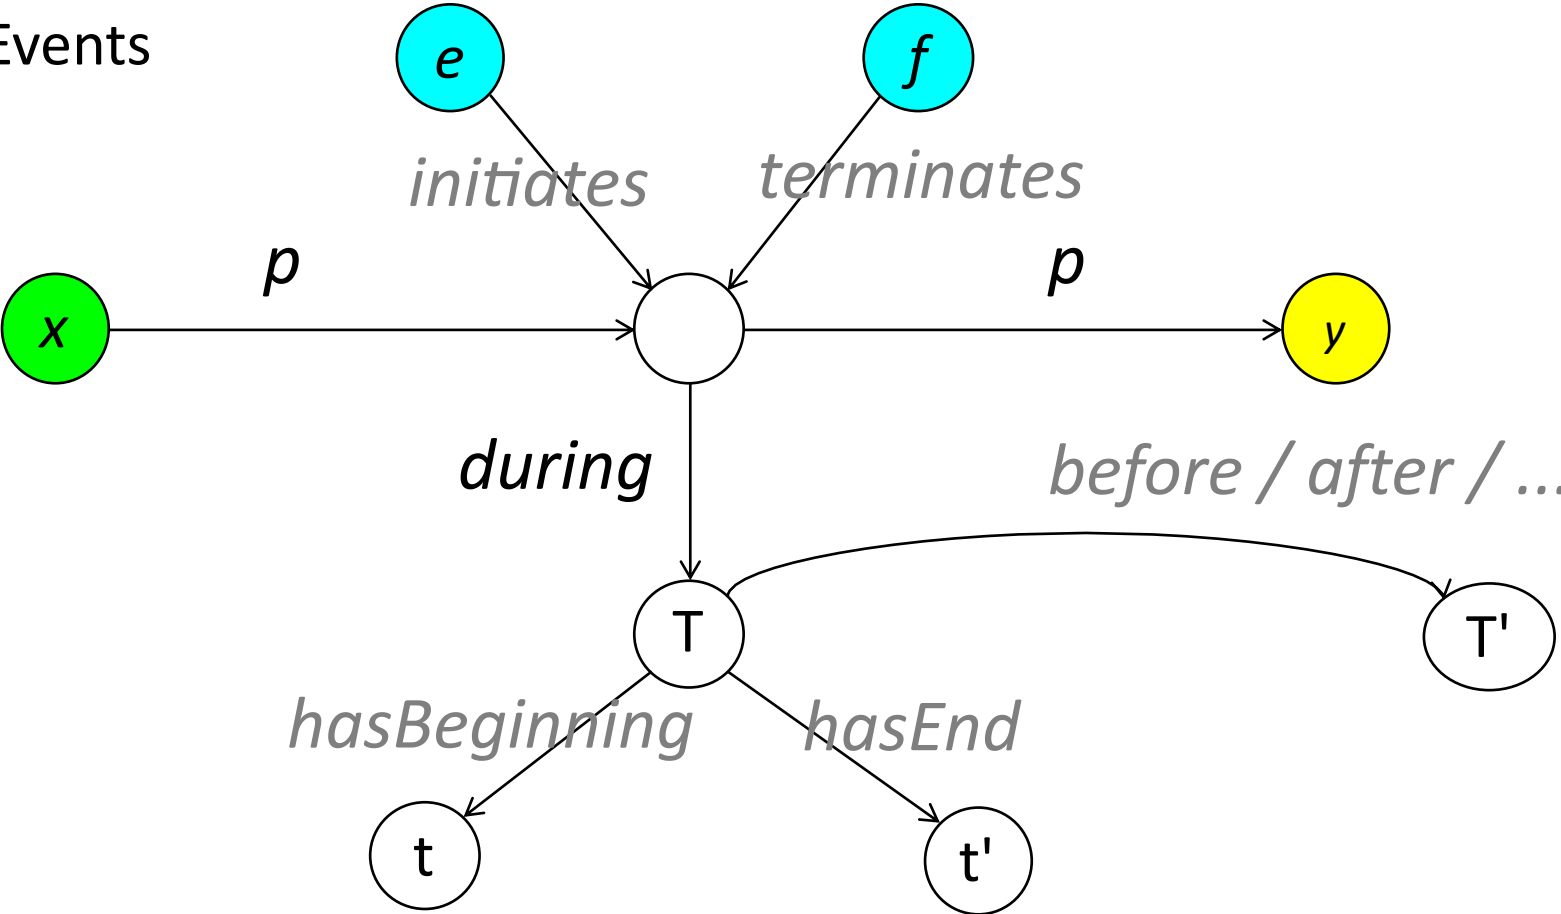 Events
e
f
initiates
terminates
p
p
x
y
during
before / after / ...
T
T'
hasBeginning
hasEnd
t
t'